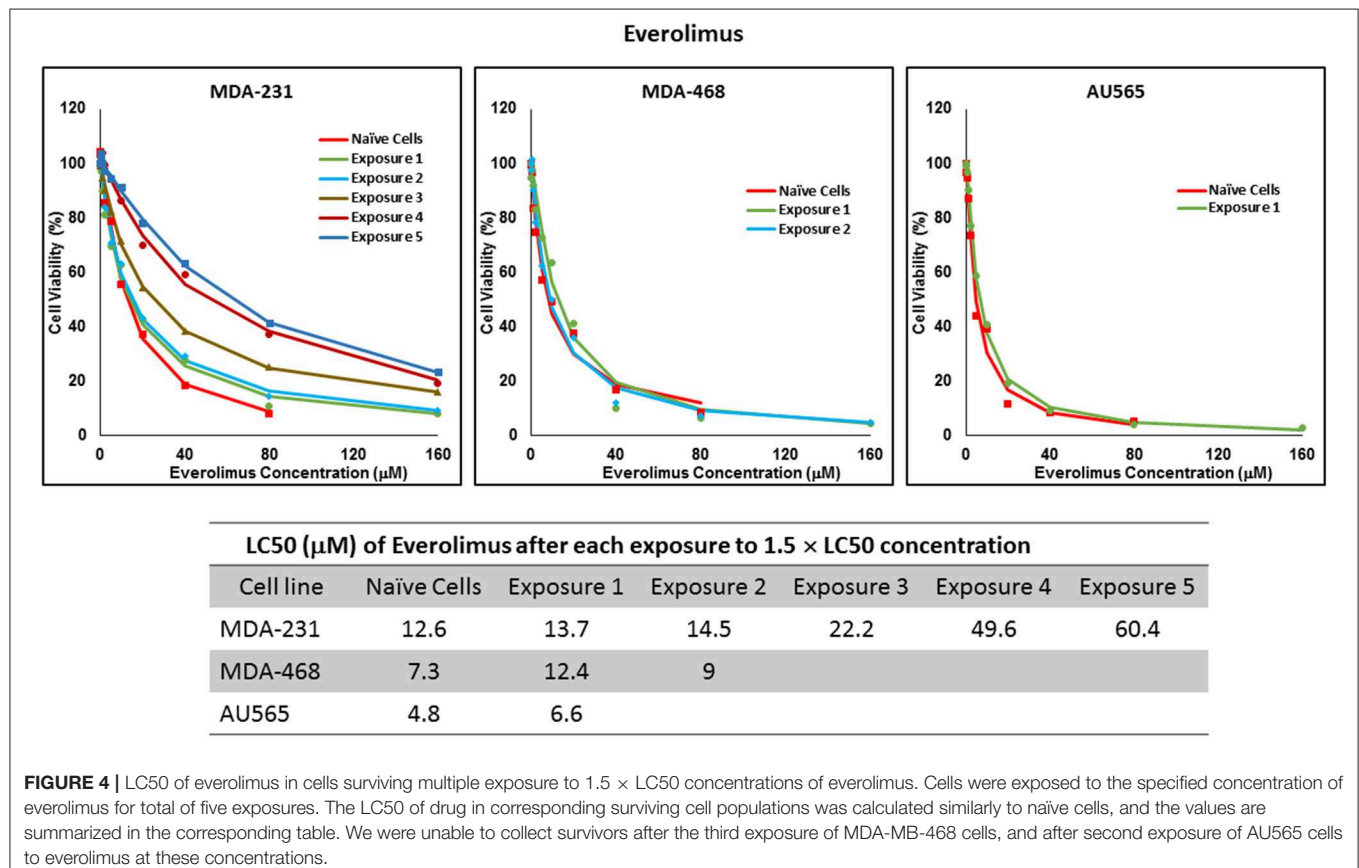 Everolimus
MDA-231
120
100
80
60
40
20
0
Cell Viability (%)
0 40 80 120 160
Everolimus Concentration (μM)
Naïve Cells
Exposure 1
Exposure 2
Exposure 3
Exposure 4
Exposure 5
MDA-468
120
100
80
60
40
20
0
Cell Viability (%)
0 40 80 120 160
Everolimus Concentration (μM)
Naïve Cells
Exposure 1
Exposure 2
AU565
120
100
80
60
40
20
0
Cell Viability (%)
0 40 80 120 160
Everolimus Concentration (μM)
Naïve Cells
Exposure 1
LC50 (μM) of Everolimus after each exposure to 1.5 × LC50 concentration
Cell line Naïve Cells Exposure 1 Exposure 2 Exposure 3 Exposure 4 Exposure 5
MDA-231 12.6 13.7 14.5 22.2 49.6 60.4
MDA-468 7.3 12.4 9
AU565 4.8 6.6
FIGURE 4 | LC50 of everolimus in cells surviving multiple exposure to 1.5 × LC50 concentrations of everolimus. Cells were exposed to the specified concentration of
everolimus for total of five exposures. The LC50 of drug in corresponding surviving cell populations was calculated similarly to naïve cells, and the values are
summarized in the corresponding table. We were unable to collect survivors after the third exposure of MDA-MB-468 cells, and after second exposure of AU565 cells
to everolimus at these concentrations.